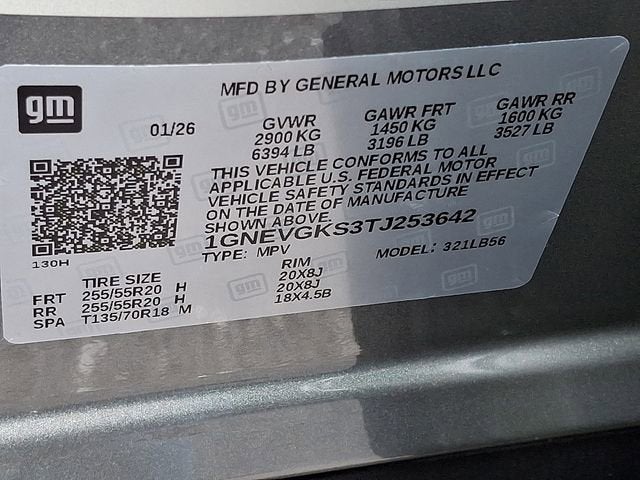 gm
MFD BY GENERAL MOTORS LLC
01/26 GVWR GAWR FRT GAWR RR
2900 KG 1450 KG 1600 KG
6394 LB 3196 LB 3527 LB
THIS VEHICLE CONFORMS TO ALL
APPLICABLE U.S. FEDERAL MOTOR
VEHICLE SAFETY STANDARDS IN EFFECT
ON THE DATE OF MANUFACTURE
SHOWN ABOVE.
1GNEVGKS3TJ253642
130H TYPE: MPV MODEL: 321LB56
TIRE SIZE RIM
FRT 255/55R20 H 20X8J
RR 255/55R20 H 20X8J
SPA T135/70R18 M 18X4.5B